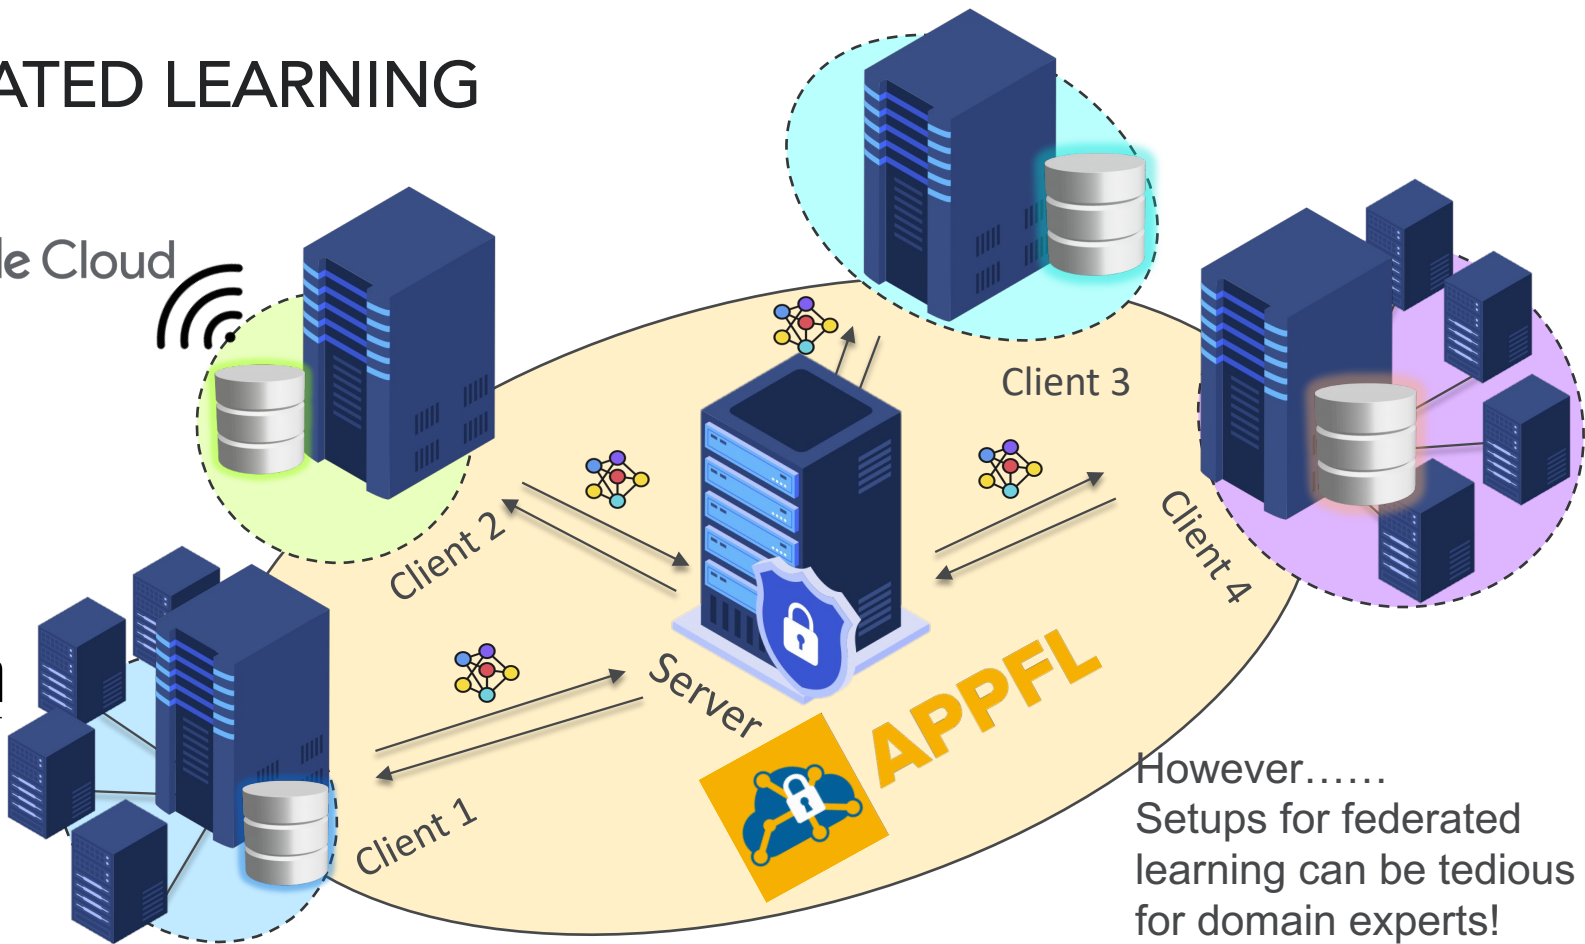 ATED LEARNING
le Cloud
Client 3
Client 2
Client 4
Server
APPFL
Client 1
However......
Setups for federated
learning can be tedious
for domain experts!